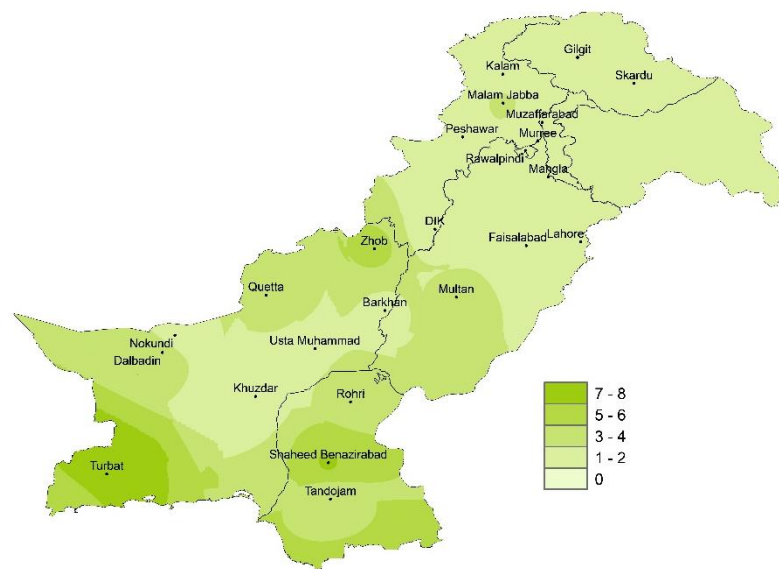 Gilgit
Kalam
Skardu
Malam Jabba
Muzaffarabad
Peshawar
Murree
Rawalpindi
Mangla
DIK
Zhob
Faisalabad
Lahore
Quetta
Multan
Barkhan
Nokundi
Usta Muhammad
Dalbadin
Khuzdar
Rohri
7 - 8
5 - 6
3 - 4
1 - 2
0
Shaheed Benazirabad
Turbat
Tandojam